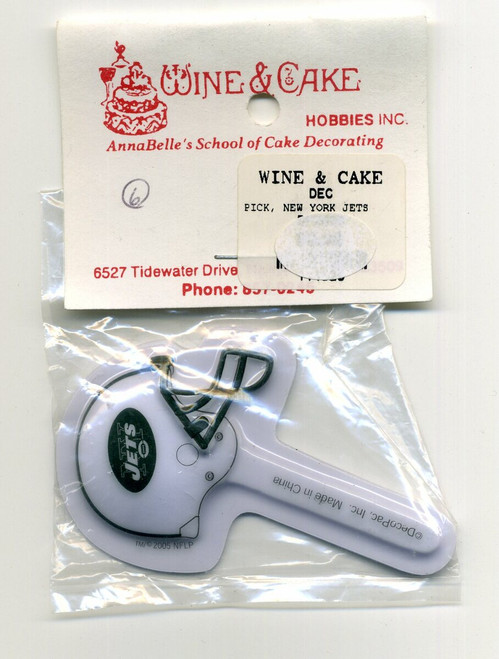 WINE & CAKE
HOBBIES INC.
AnnaBelle's School of Cake Decorating
6
WINE & CAKE
DEC
PICK, NEW YORK JETS
6527 Tidewater Drive
Phone:
JETS
©DecoPac, Inc. Made in China
2005 NFLP